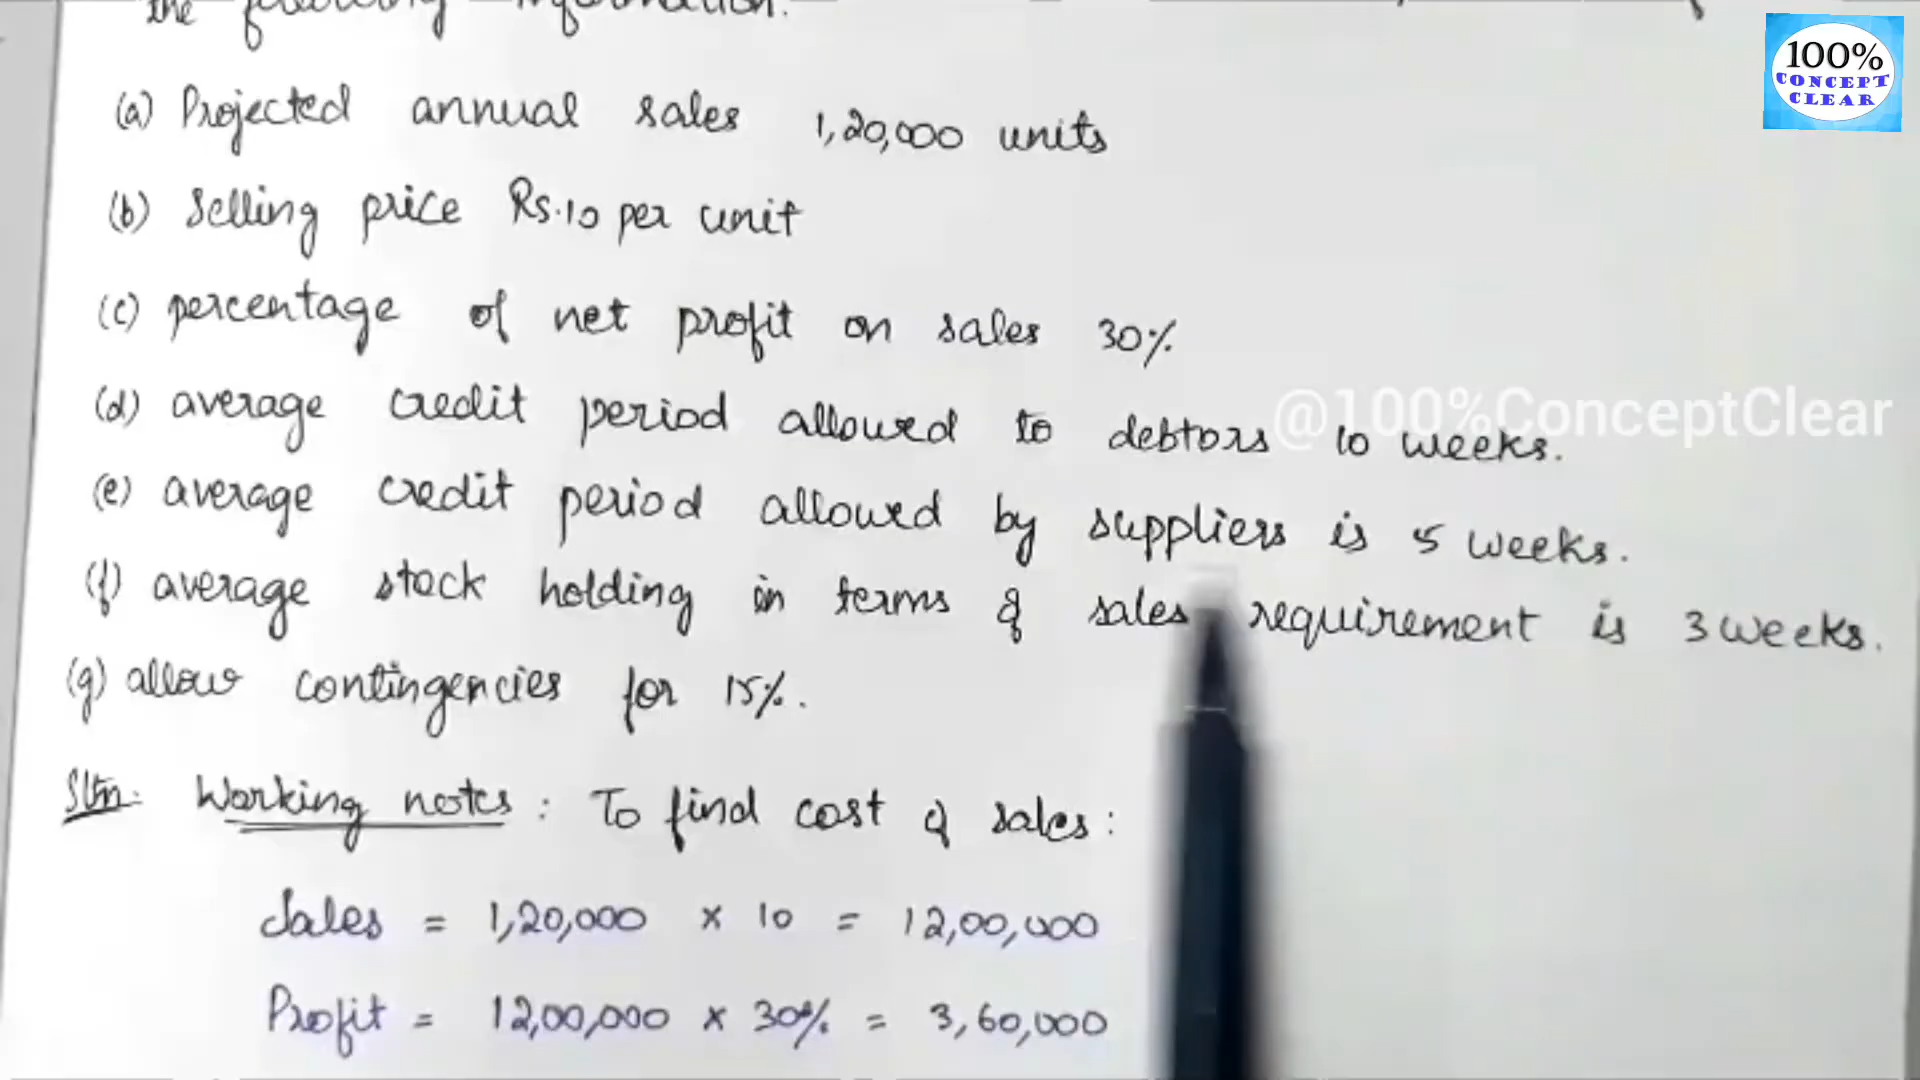 the following information.
(a) Projected annual sales 1,20,000 units
(b) Selling price Rs.10 per unit
(c) percentage of net profit on sales 30%
(d) average credit period allowed to debtors 10 weeks.
(e) average credit period allowed by suppliers is 5 weeks.
(f) average stock holding in terms of sales requirement is 3 weeks.
(g) allow contingencies for 15%.
Sltn: Working notes: To find cost of sales:
Sales = 1,20,000 x 10 = 12,00,000
Profit = 12,00,000 x 30% = 3,60,000
100%
CONCEPT
CLEAR
@100%ConceptClear